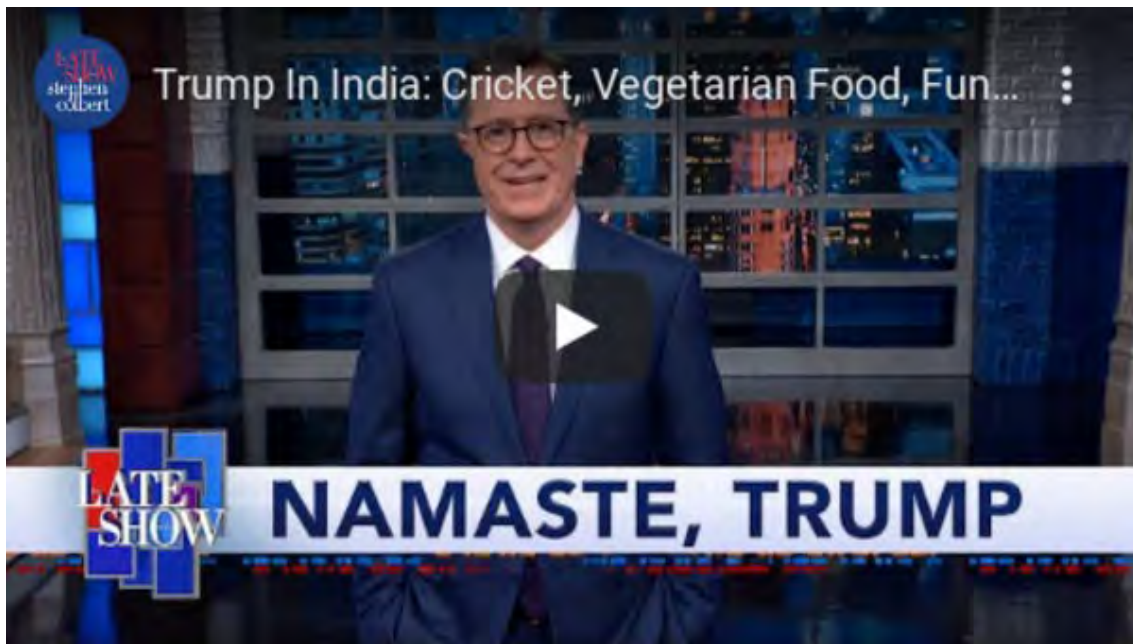 LATE
SHOW
stephen
colbert
Trump In India: Cricket, Vegetarian Food, Fun...
LATE
SHOW
NAMASTE, TRUMP